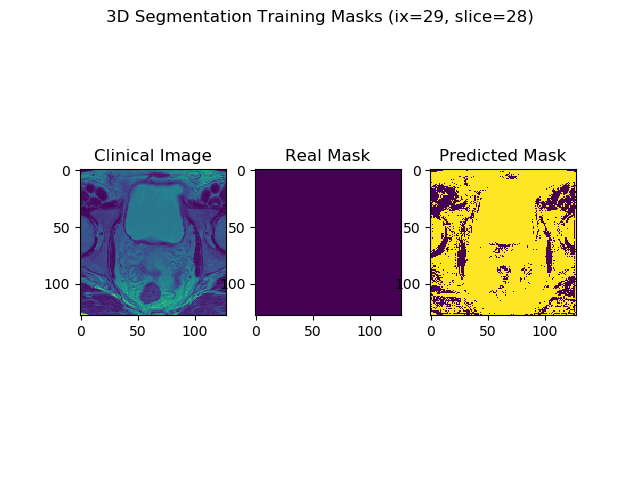 3D Segmentation Training Masks (ix=29, slice=28)
Clinical Image Real Mask Predicted Mask
0 0 0
50 50 50
100 100 100
0 50 100 0 50 100 0 50 100